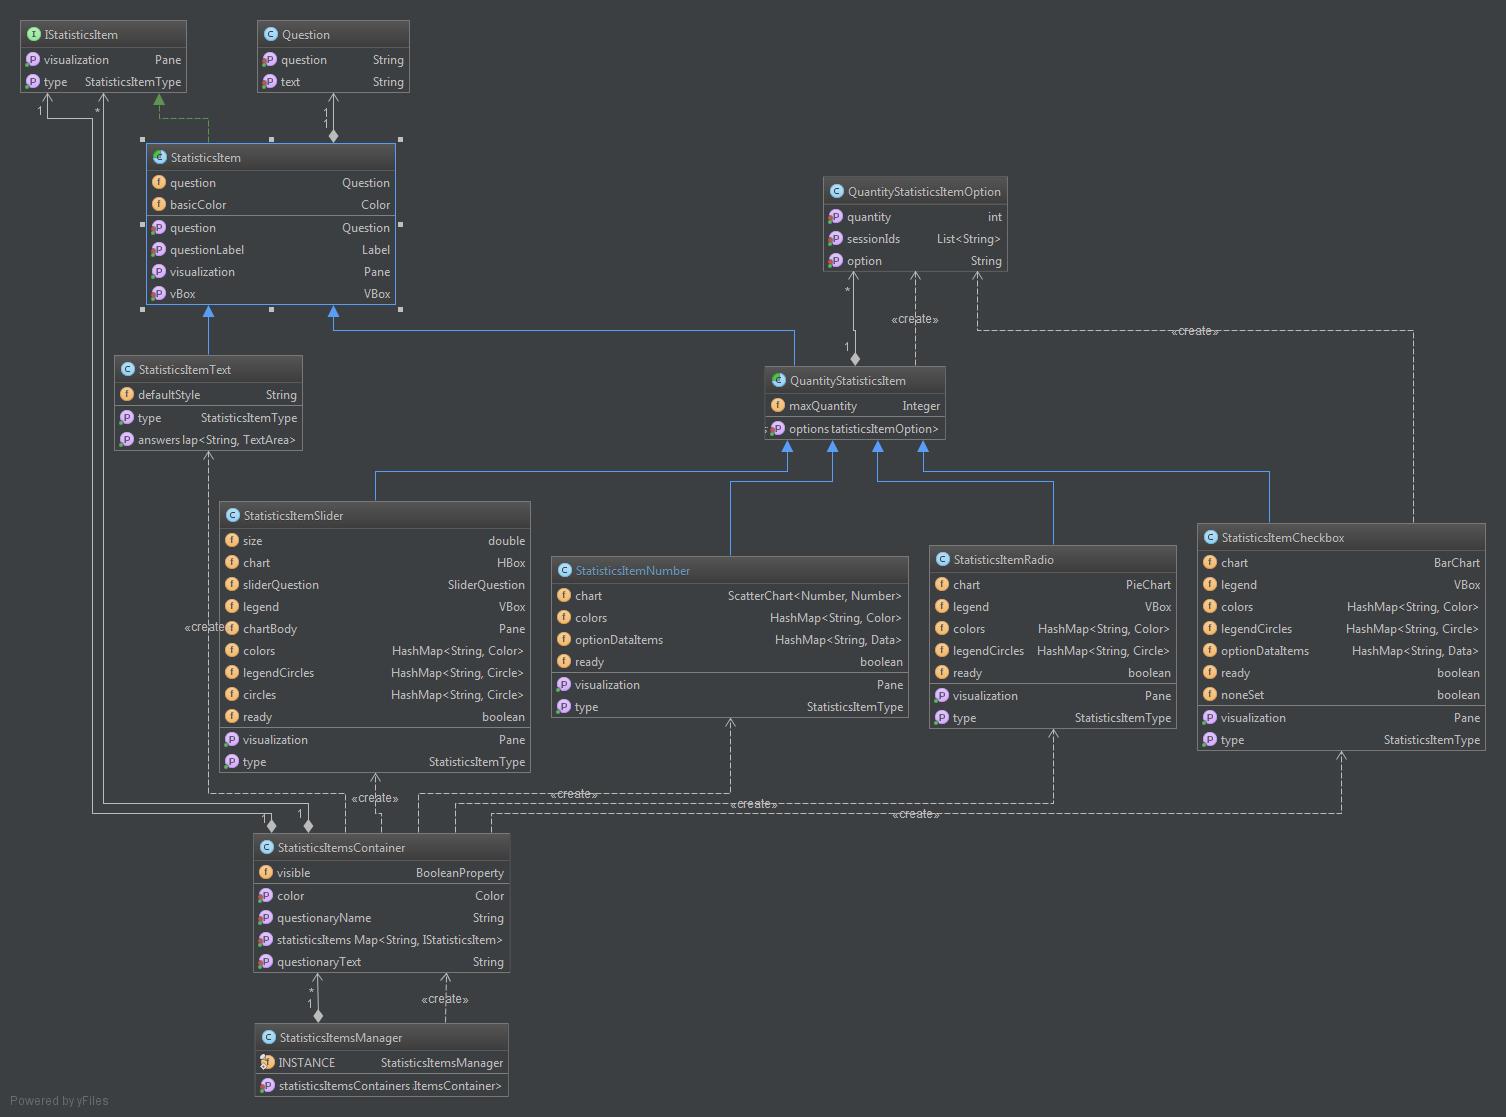 I IStatisticsItem
P visualization Pane
P type StatisticsItemType
1
*
C Question
P question String
P text String
1
1
C StatisticsItem
f question Question
f basicColor Color
P question Question
P questionLabel Label
P visualization Pane
P vBox VBox
C QuantityStatisticsItemOption
P quantity int
P sessionIds List<String>
P option String
*
1
«create»
«create»
C StatisticsItemText
f defaultStyle String
P type StatisticsItemType
P answers lap<String, TextArea>
C QuantityStatisticsItem
f maxQuantity Integer
P options tatisticsItemOption>
C StatisticsItemSlider
f size double
f chart HBox
f sliderQuestion SliderQuestion
f legend VBox
f chartBody Pane
f colors HashMap<String, Color>
f legendCircles HashMap<String, Circle>
f circles HashMap<String, Circle>
f ready boolean
P visualization Pane
P type StatisticsItemType
«create»
C StatisticsItemNumber
f chart ScatterChart<Number, Number>
f colors HashMap<String, Color>
f optionDataItems HashMap<String, Data>
f ready boolean
P visualization Pane
P type StatisticsItemType
C StatisticsItemRadio
f chart PieChart
f legend VBox
f colors HashMap<String, Color>
f legendCircles HashMap<String, Circle>
f ready boolean
P visualization Pane
P type StatisticsItemType
C StatisticsItemCheckbox
f chart BarChart
f legend VBox
f colors HashMap<String, Color>
f legendCircles HashMap<String, Circle>
f optionDataItems HashMap<String, Data>
f ready boolean
f noneSet boolean
P visualization Pane
P type StatisticsItemType
«create»
«create»
«create»
«create»
1
1
C StatisticsItemsContainer
f visible BooleanProperty
P color Color
P questionaryName String
P statisticsItems Map<String, IStatisticsItem>
P questionaryText String
*
1
«create»
C StatisticsItemsManager
f INSTANCE StatisticsItemsManager
P statisticsItemsContainers ItemsContainer>
Powered by yFiles